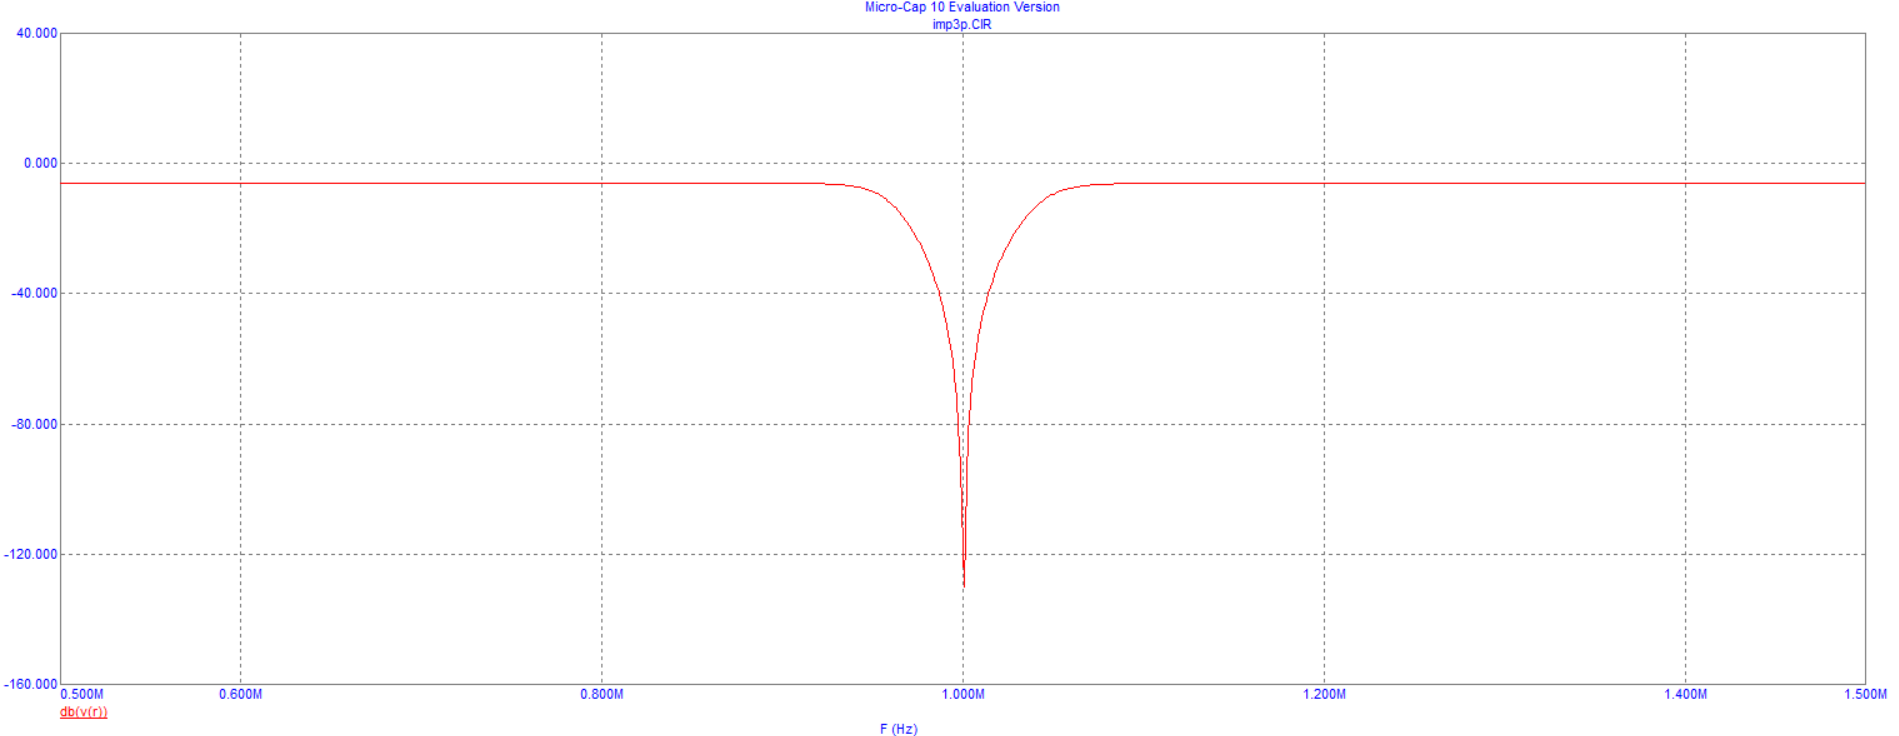 Micro-Cap 10 Evaluation Version
imp3p.CIR
40.000
0.000
-40.000
-80.000
-120.000
-160.000
0.500M 0.600M 0.800M 1.000M 1.200M 1.400M 1.500M
db(v(r))
F (Hz)